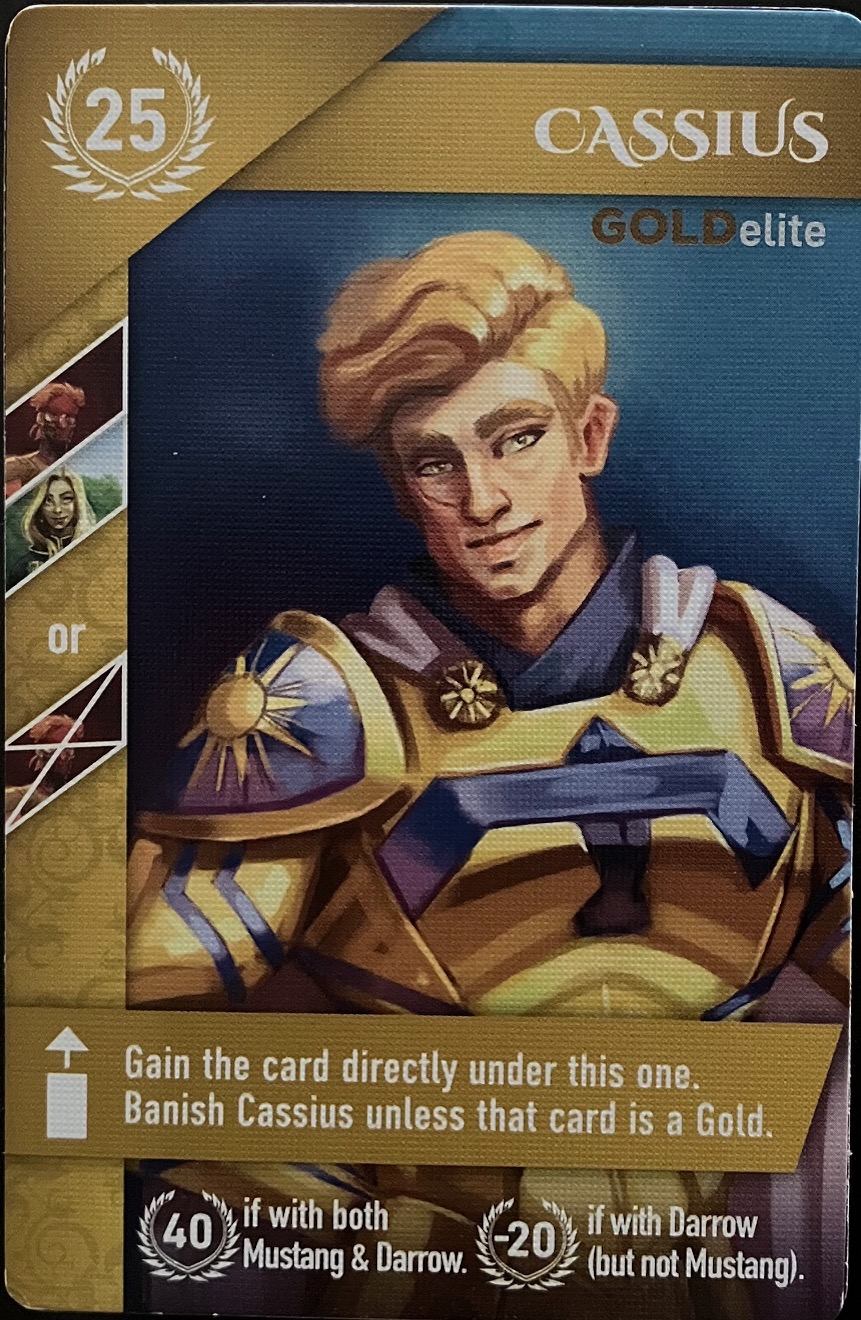 25
CASSIUS
GOLDelite
or
Gain the card directly under this one.
Banish Cassius unless that card is a Gold.
40 if with both
Mustang & Darrow.
-20 if with Darrow
(but not Mustang).